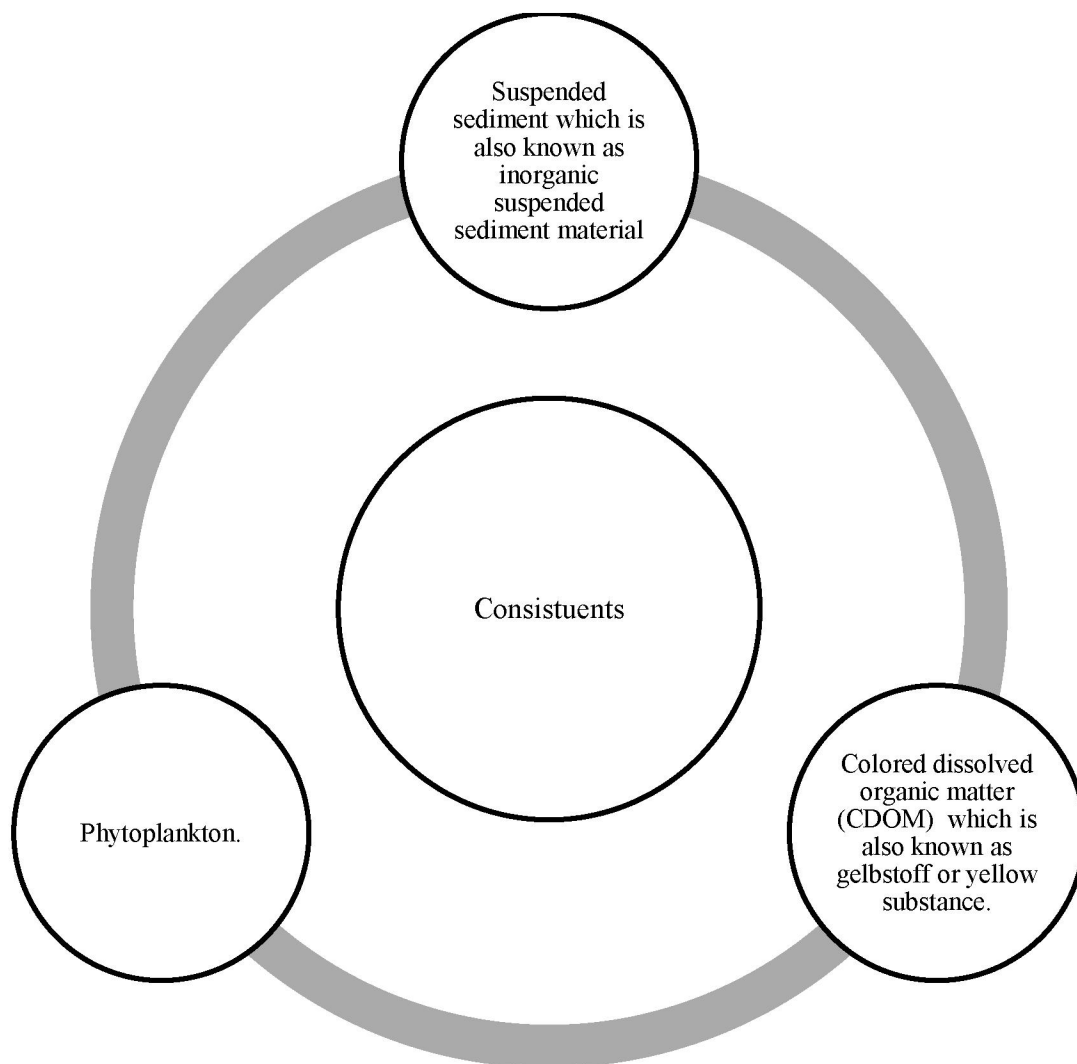 Suspended
sediment which is
also known as
inorganic
suspended
sediment material
Consistuents
Phytoplankton.
Colored dissolved
organic matter
(CDOM) which is
also known as
gelbstoff or yellow
substance.